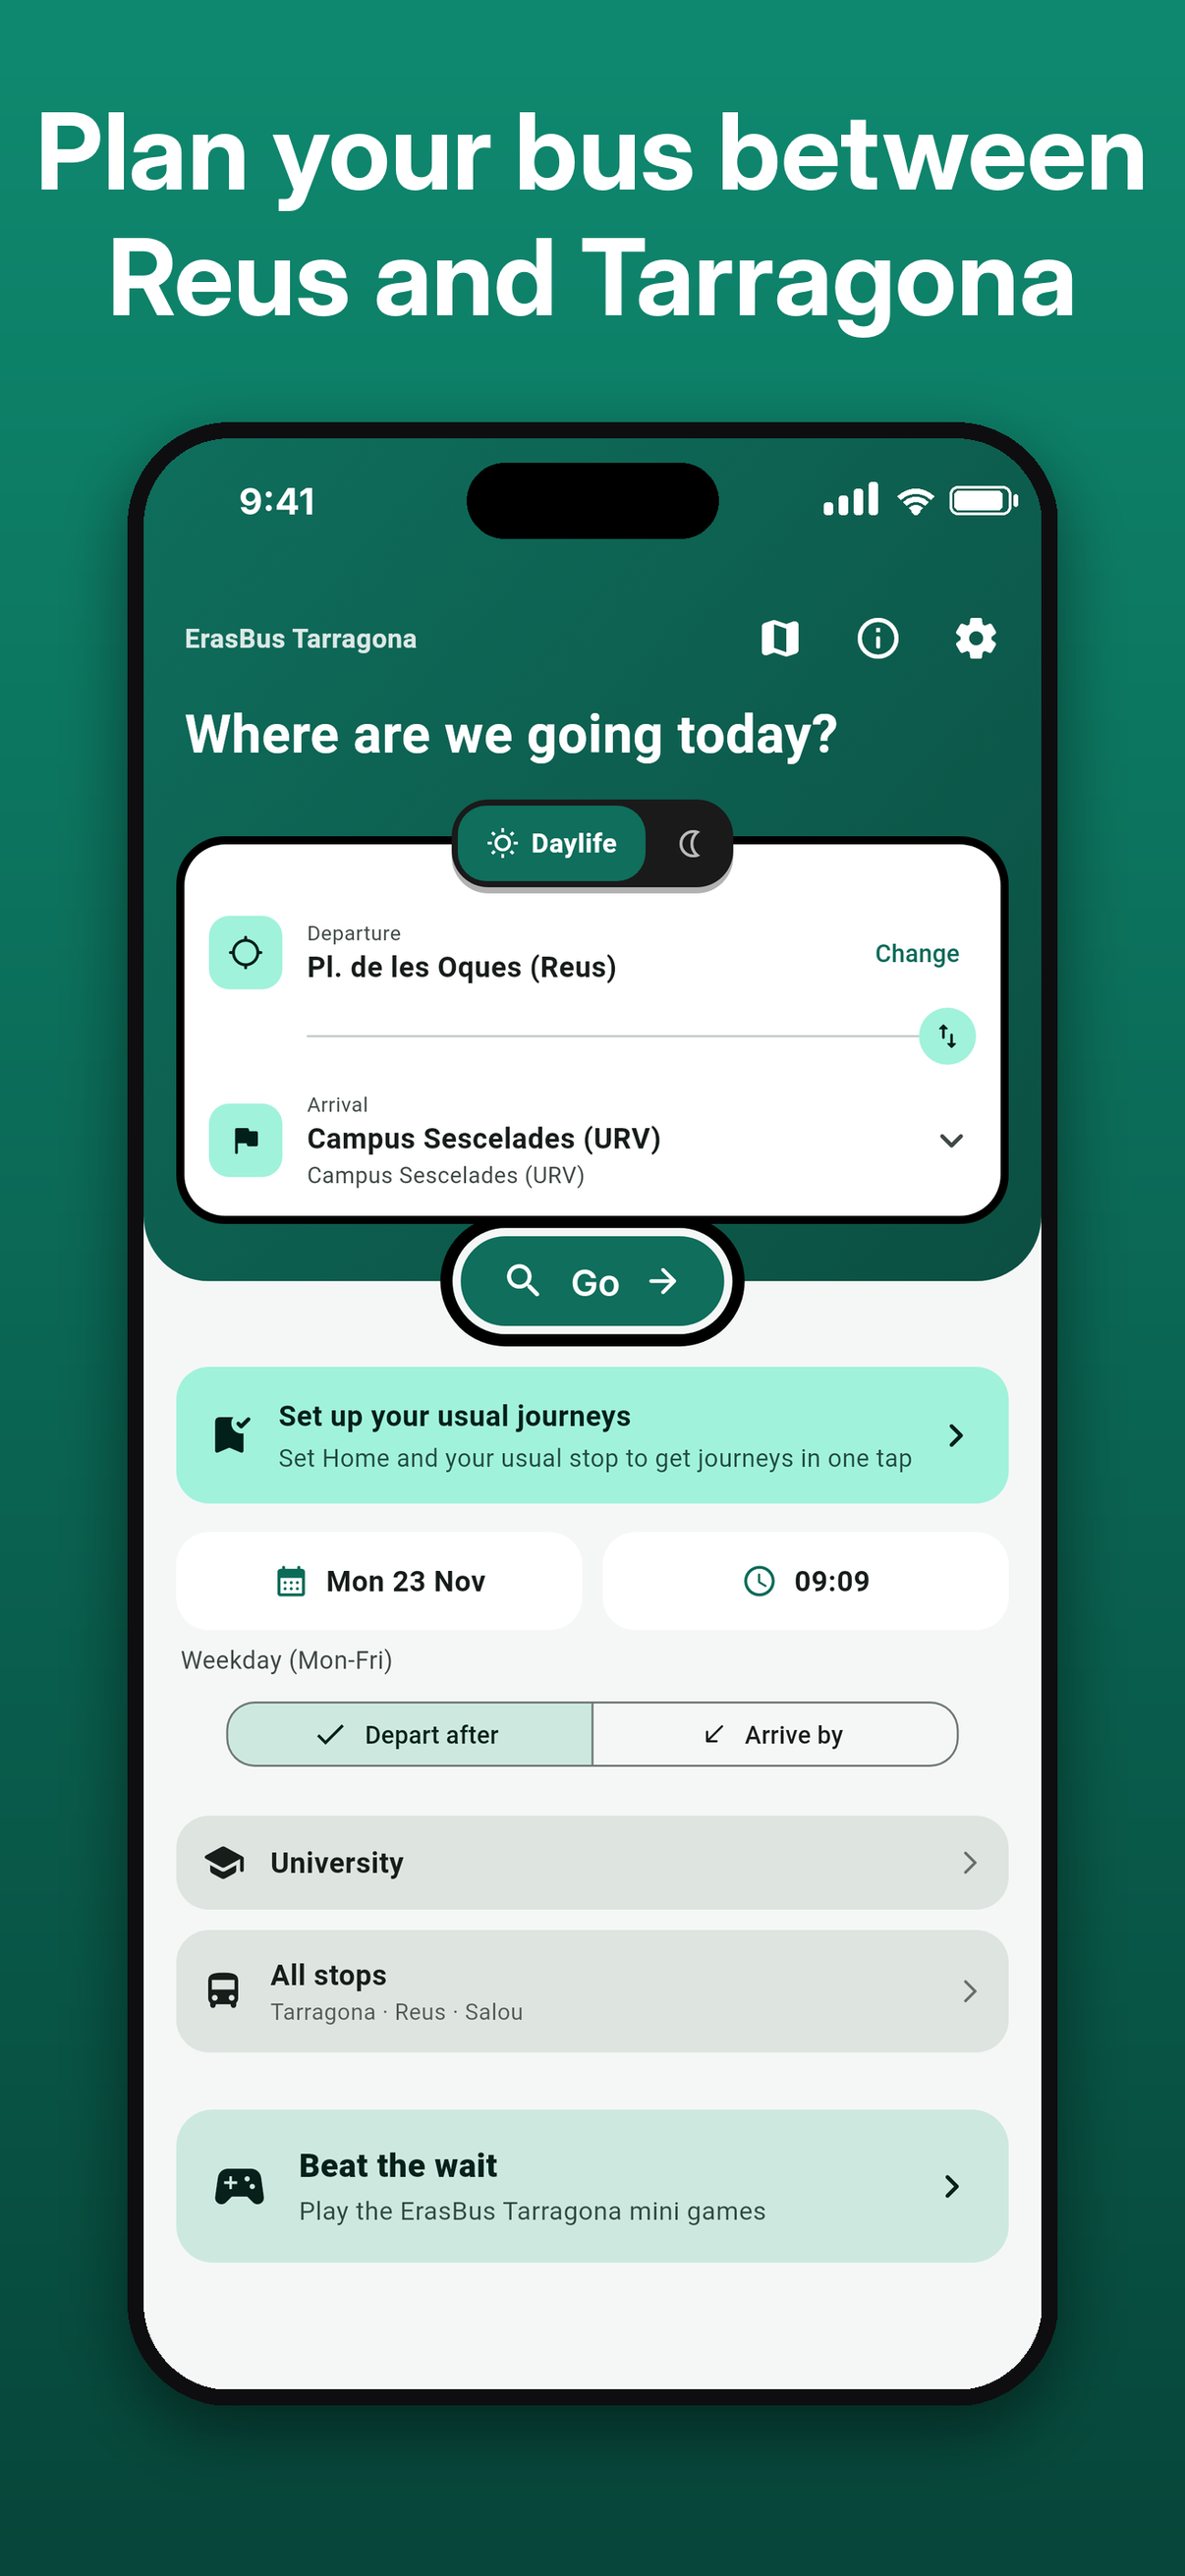 Plan your bus between
Reus and Tarragona
9:41
ErasBus Tarragona
Where are we going today?
Daylife
Departure
Pl. de les Oques (Reus)
Change
Arrival
Campus Sescelades (URV)
Campus Sescelades (URV)
Go
Set up your usual journeys
Set Home and your usual stop to get journeys in one tap
Mon 23 Nov
09:09
Weekday (Mon-Fri)
Depart after
Arrive by
University
All stops
Tarragona · Reus · Salou
Beat the wait
Play the ErasBus Tarragona mini games